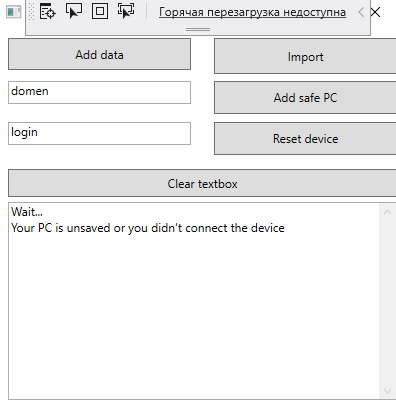 Горячая перезагрузка недоступна
Add data
Import
domen
Add safe PC
login
Reset device
Clear textbox
Wait...
Your PC is unsaved or you didn't connect the device